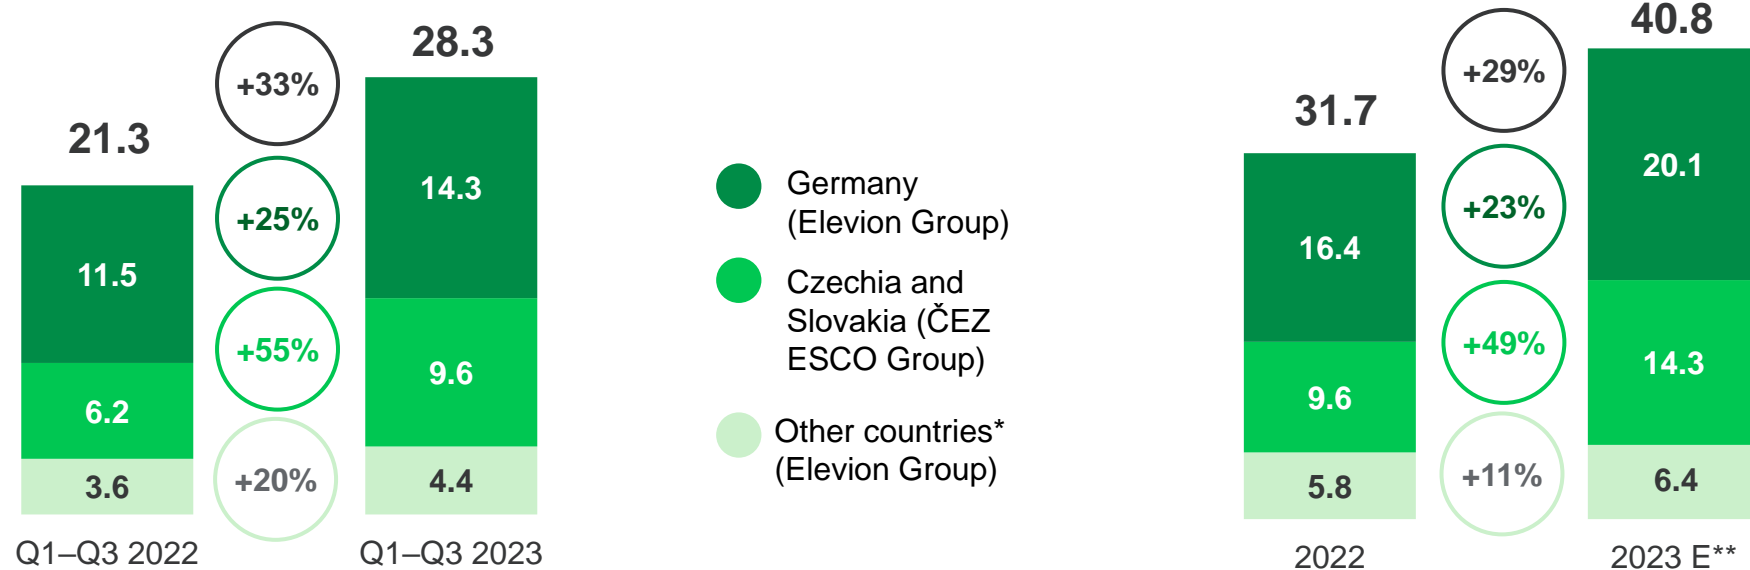 21.3
11.5
6.2
3.6
Q1–Q3 2022
+33%
+25%
+55%
+20%
28.3
14.3
9.6
4.4
Q1–Q3 2023
Germany
(Elevion Group)
Czechia and
Slovakia (ČEZ
ESCO Group)
Other countries*
(Elevion Group)
31.7
16.4
9.6
5.8
2022
+29%
+23%
+49%
+11%
40.8
20.1
14.3
6.4
2023 E**